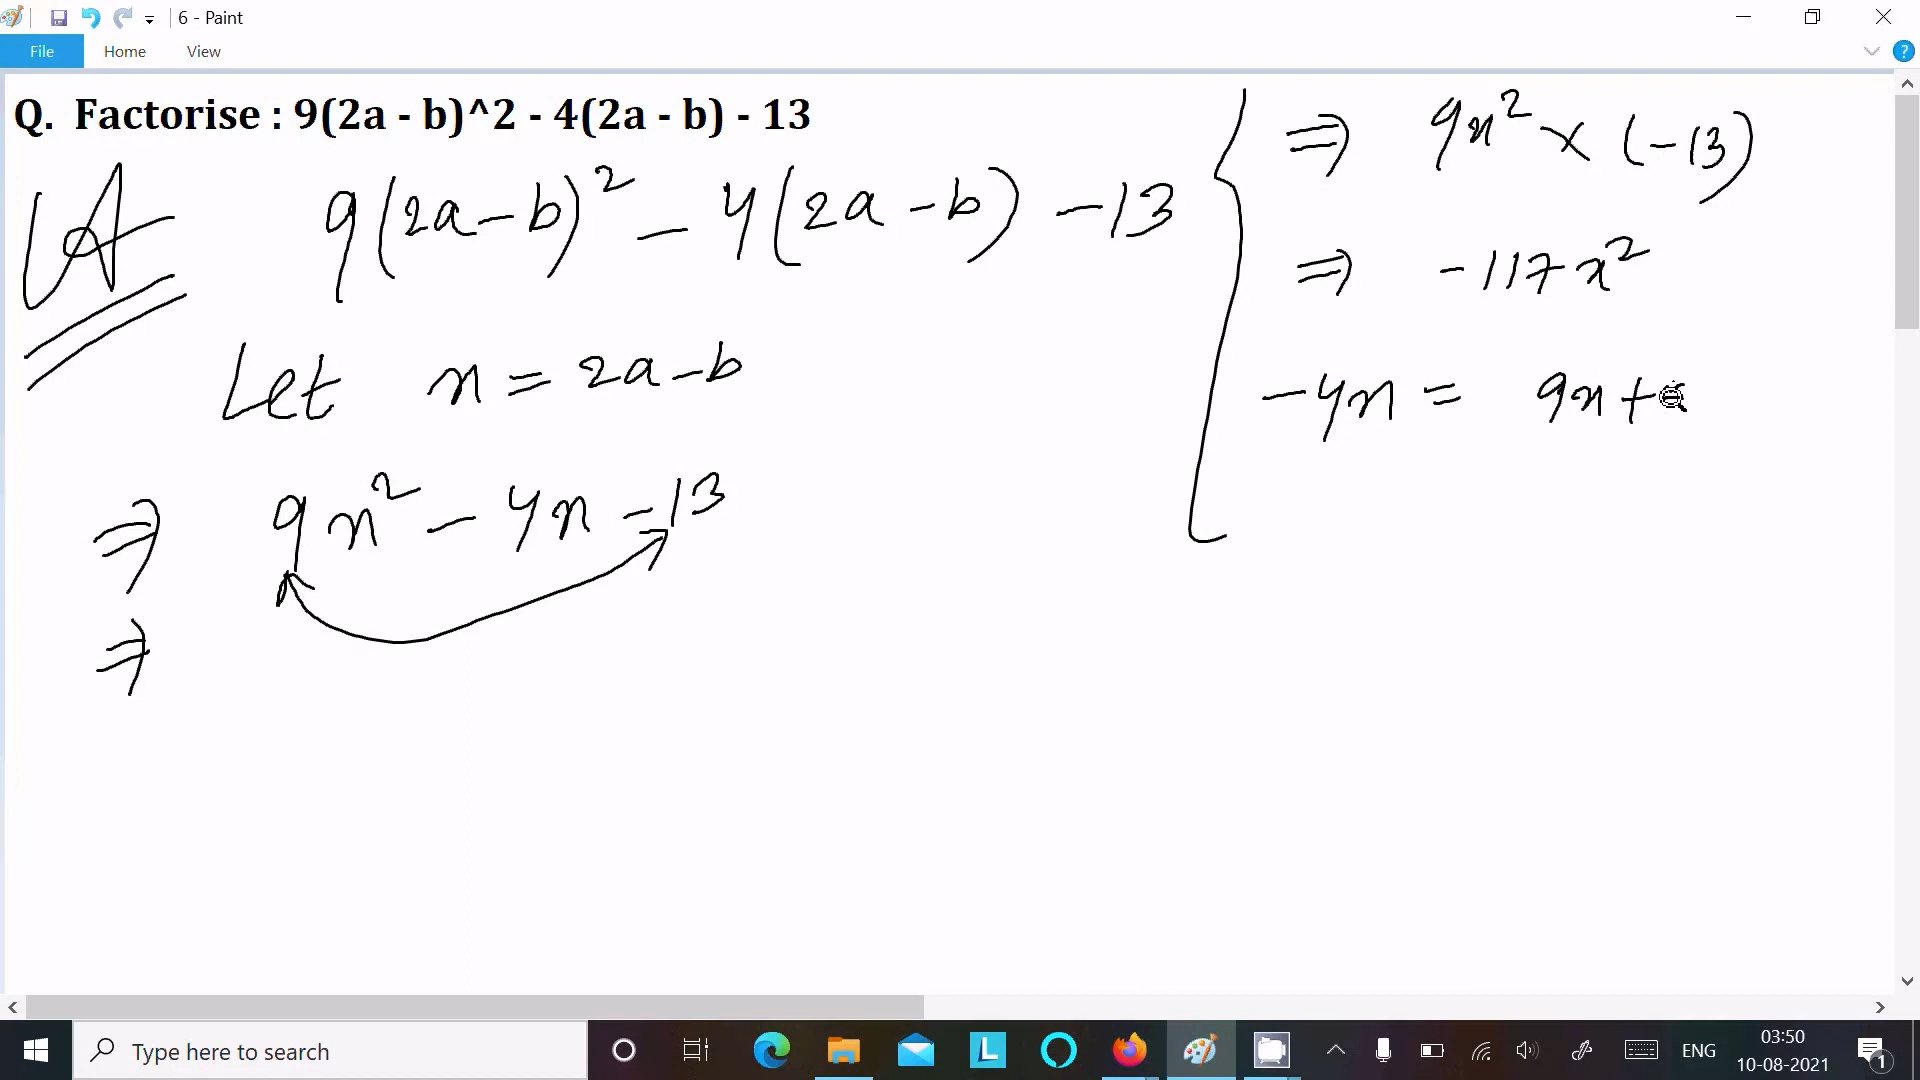 6 - Paint
File Home View
Q. Factorise : 9(2a - b)^2 - 4(2a - b) - 13
A 9(2a-b)² - 4(2a-b) -13
Let x = 2a-b
⇒ 9x² - 4x -13
⇒
⇒ 9x² × (-13)
⇒ -117x²
-4x = 9x +
Type here to search
L
ENG
03:50
10-08-2021
1